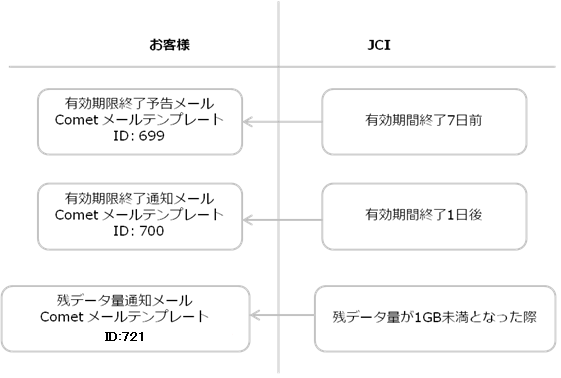 お客様
JCI
有効期限終了予告メール
Comet メールテンプレート
ID: 699
有効期間終了7日前
有効期限終了通知メール
Comet メールテンプレート
ID: 700
有効期間終了1日後
残データ量通知メール
Comet メールテンプレート
ID:721
残データ量が1GB未満となった際